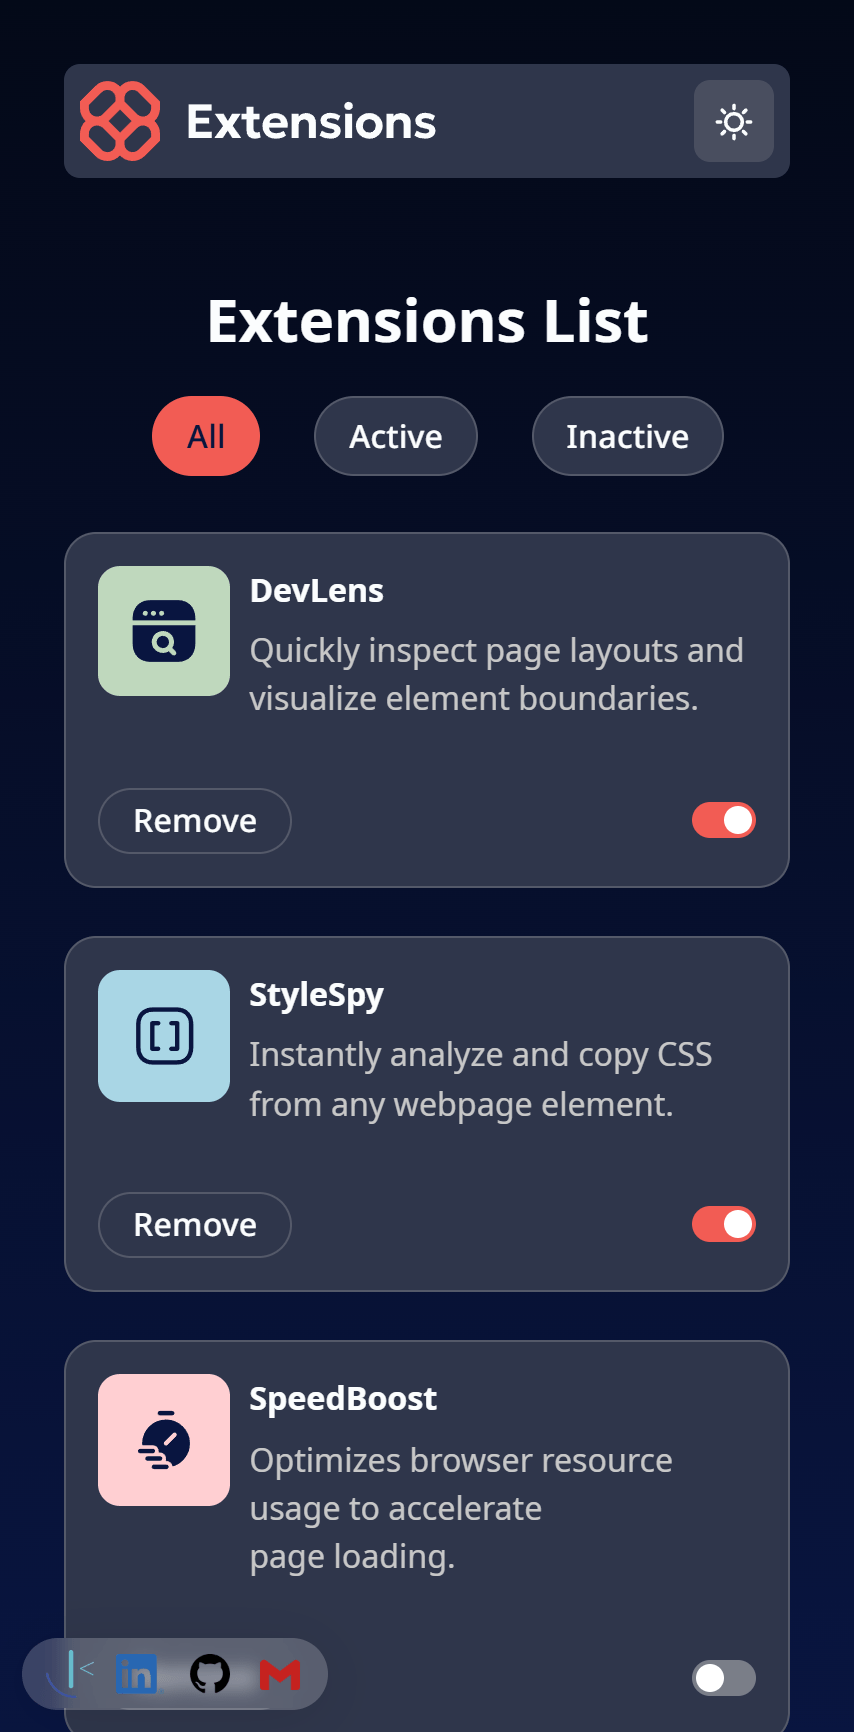 Extensions
Extensions List
All
Active
Inactive
DevLens
Quickly inspect page layouts and
visualize element boundaries.
Remove
StyleSpy
Instantly analyze and copy CSS
from any webpage element.
Remove
SpeedBoost
Optimizes browser resource
usage to accelerate
page loading.
in